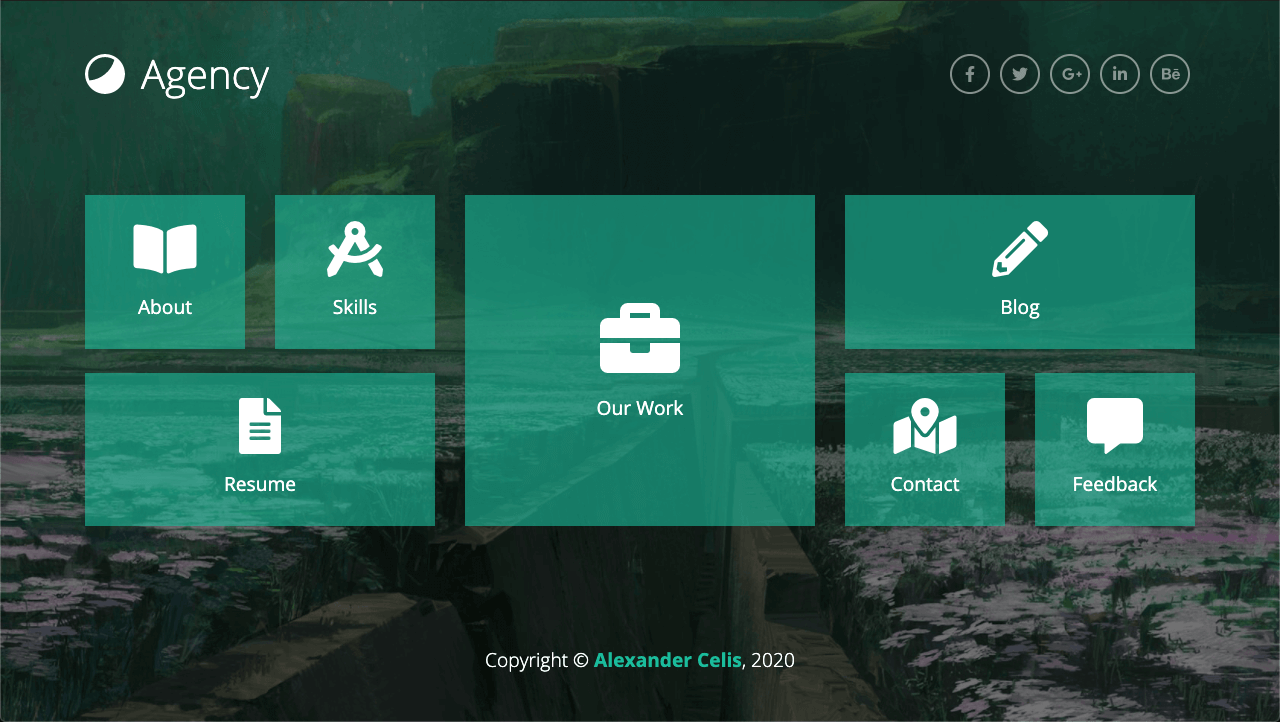 Agency
f
G+
in
Bē
About
Skills
Our Work
Blog
Resume
Contact
Feedback
Copyright © Alexander Celis, 2020